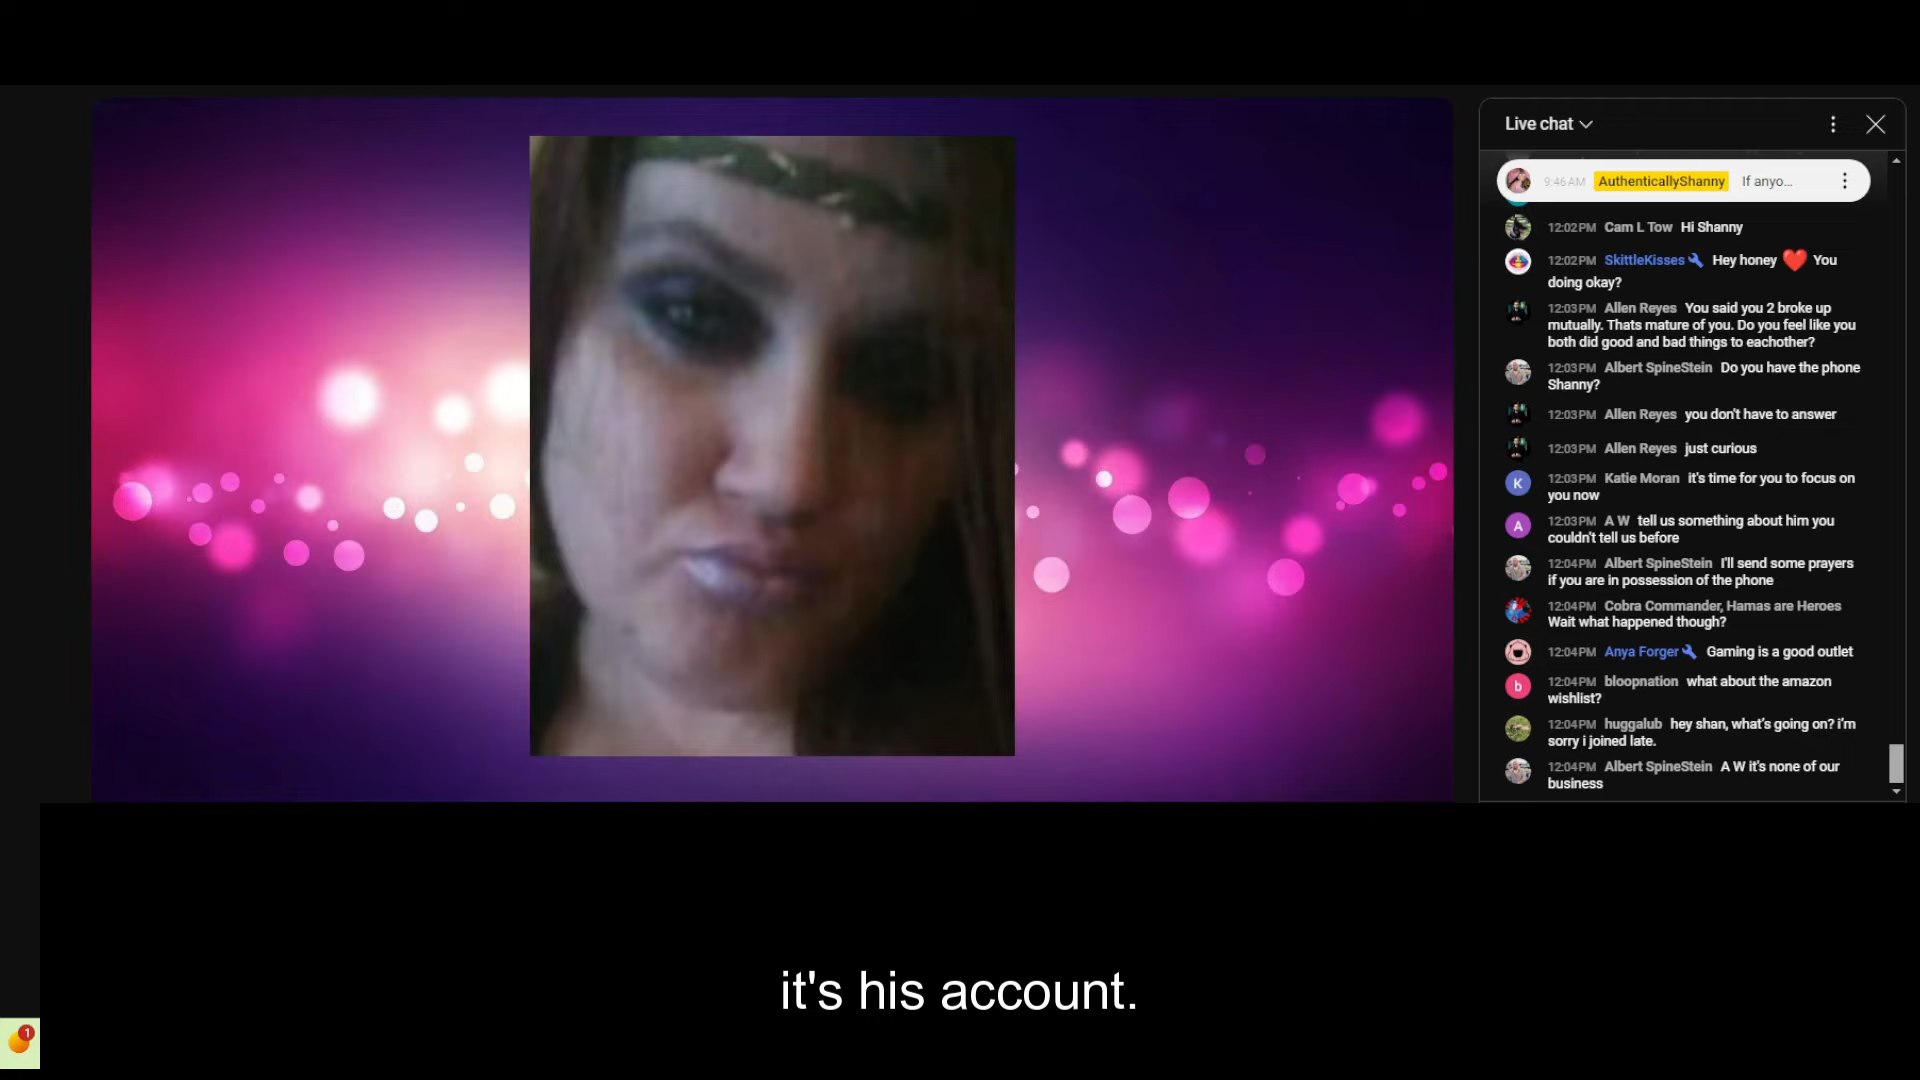 Live chat
9:46 AM AuthenticallyShanny If anyo...
12:02 PM Cam L Tow Hi Shanny
12:02 PM SkittleKisses Hey honey ❤️ You
doing okay?
12:03 PM Allen Reyes You said you 2 broke up
mutually. Thats mature of you. Do you feel like you
both did good and bad things to eachother?
12:03 PM Albert SpineStein Do you have the phone
Shanny?
12:03 PM Allen Reyes you don't have to answer
12:03 PM Allen Reyes just curious
K
12:03 PM Katie Moran it's time for you to focus on
you now
A
12:03 PM A W tell us something about him you
couldn't tell us before
12:04 PM Albert SpineStein I'll send some prayers
if you are in possession of the phone
12:04 PM Cobra Commander, Hamas are Heroes
Wait what happened though?
12:04 PM Anya Forger Gaming is a good outlet
b
12:04 PM bloopnation what about the amazon
wishlist?
12:04 PM huggalub hey shan, what's going on? i'm
sorry i joined late.
12:04 PM Albert SpineStein A W it's none of our
business
it's his account.
1